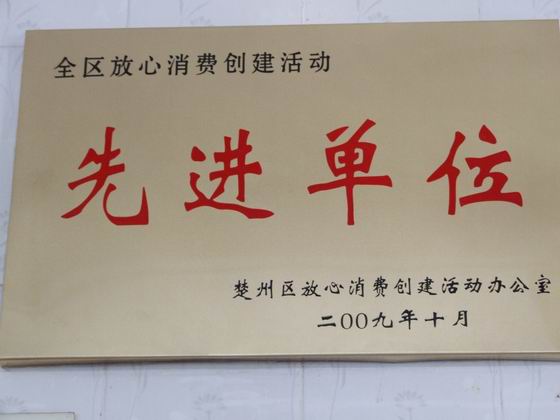 全区放心消费创建活动
先进单位
楚州区放心消费创建活动办公室
二00九年十月